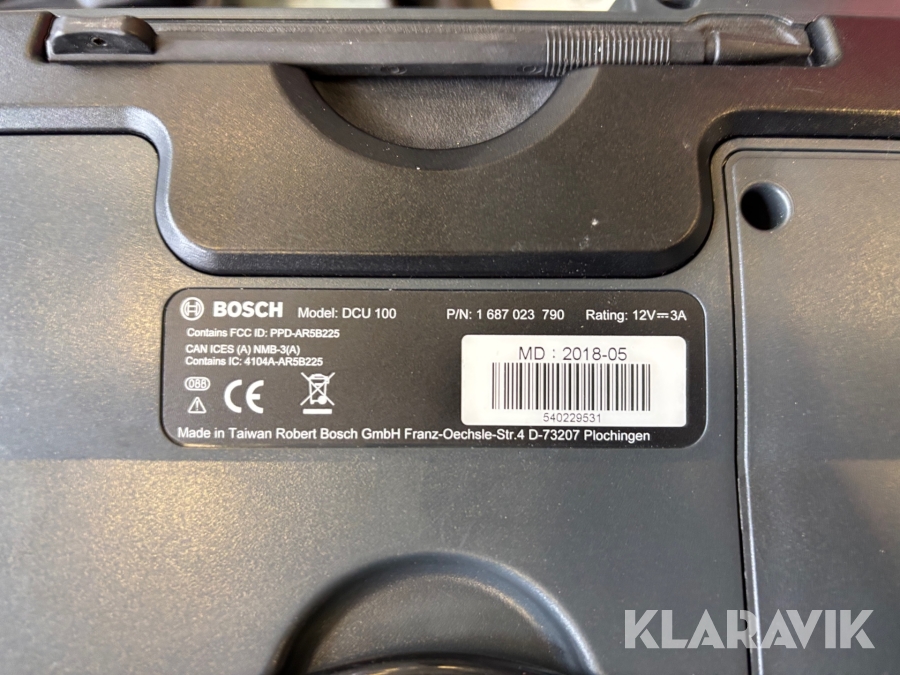 BOSCH Model: DCU 100 P/N: 1 687 023 790 Rating: 12V⎓3A
Contains FCC ID: PPD-AR5B225
CAN ICES (A) NMB-3(A)
Contains IC: 4104A-AR5B225
088
MD : 2018-05
540229531
Made in Taiwan Robert Bosch GmbH Franz-Oechsle-Str.4 D-73207 Plochingen
KLARAVIK